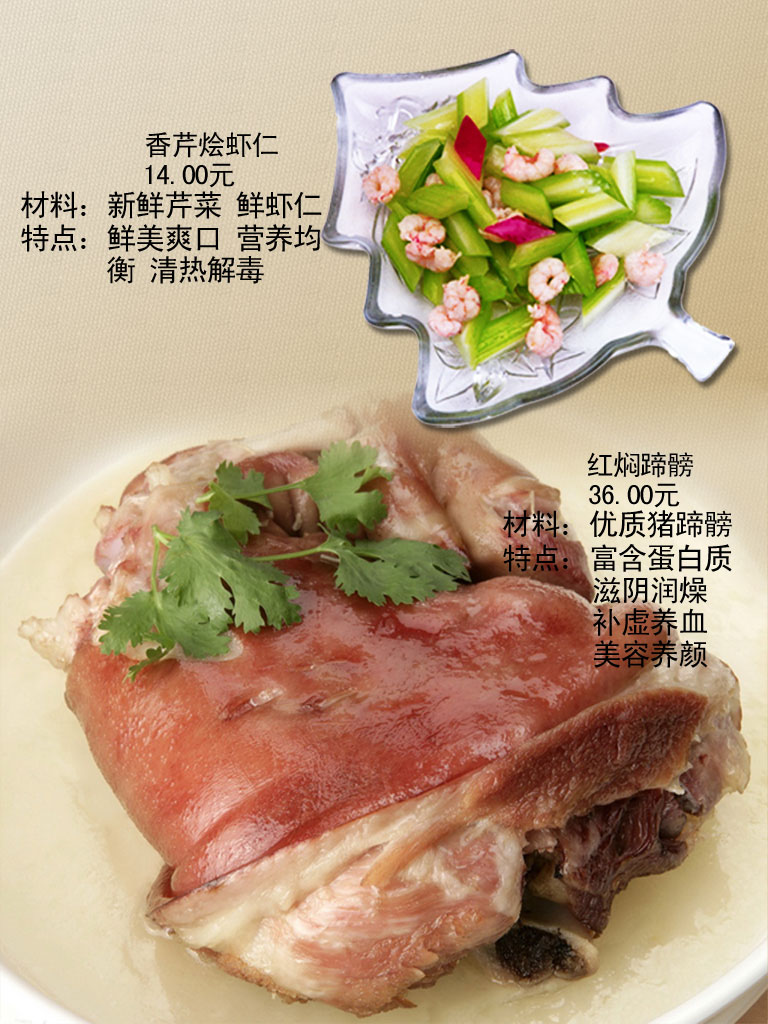 香芹烩虾仁
14.00元
材料：新鲜芹菜 鲜虾仁
特点：鲜美爽口 营养均
衡 清热解毒
红焖蹄髈
36.00元
材料：优质猪蹄髈
特点：富含蛋白质
滋阴润燥
补虚养血
美容养颜